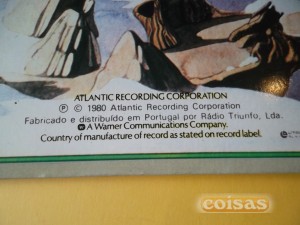 ATLANTIC RECORDING CORPORATION
Ⓟ © 1980 Atlantic Recording Corporation
Fabricado e distribuído em Portugal por Rádio Triunfo, Lda.
A Warner Communications Company.
Country of manufacture of record as stated on record label.
coisas